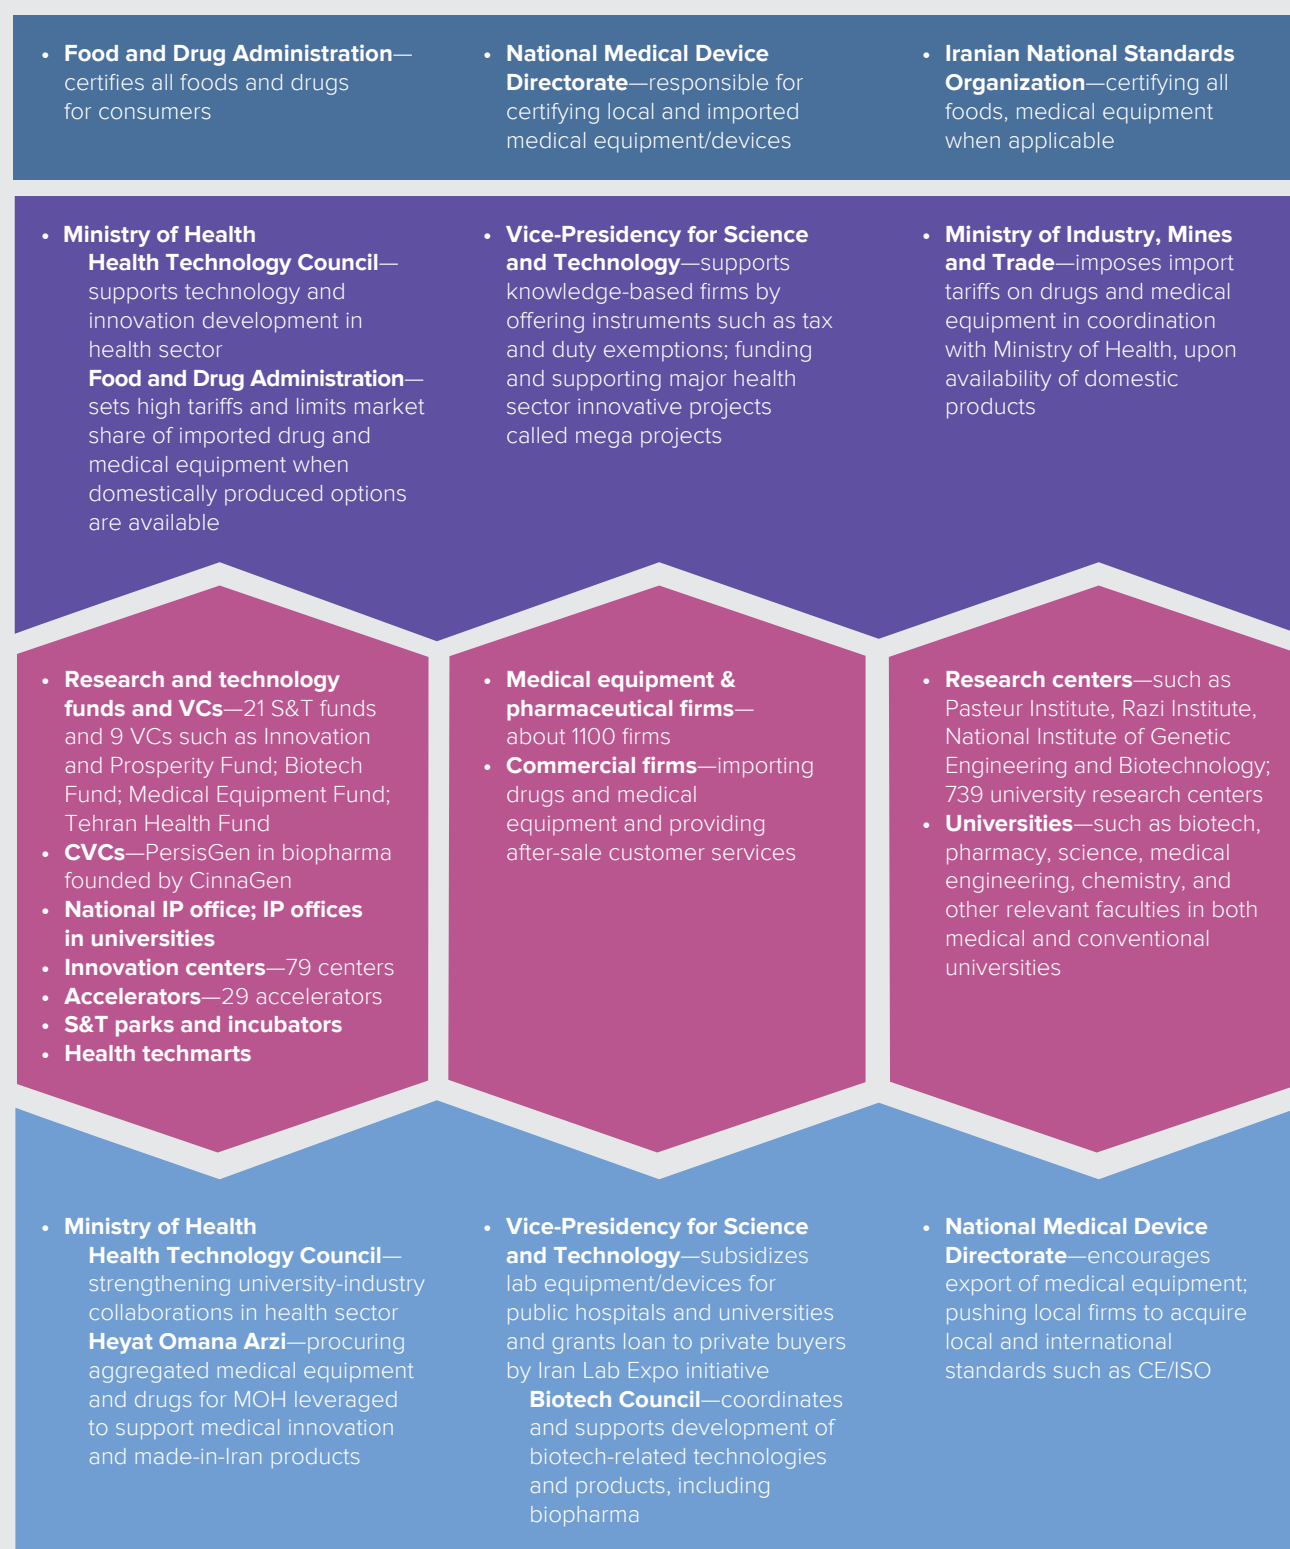 • Food and Drug Administration—
certifies all foods and drugs
for consumers
• National Medical Device
Directorate—responsible for
certifying local and imported
medical equipment/devices
• Iranian National Standards
Organization—certifying all
foods, medical equipment
when applicable
• Ministry of Health
Health Technology Council—
supports technology and
innovation development in
health sector
Food and Drug Administration—
sets high tariffs and limits market
share of imported drug and
medical equipment when
domestically produced options
are available
• Vice-Presidency for Science
and Technology—supports
knowledge-based firms by
offering instruments such as tax
and duty exemptions; funding
and supporting major health
sector innovative projects
called mega projects
• Ministry of Industry, Mines
and Trade—imposes import
tariffs on drugs and medical
equipment in coordination
with Ministry of Health, upon
availability of domestic
products
• Research and technology
funds and VCs—21 S&T funds
and 9 VCs such as Innovation
and Prosperity Fund; Biotech
Fund; Medical Equipment Fund;
Tehran Health Fund
• CVCs—PersisGen in biopharma
founded by CinnaGen
• National IP office; IP offices
in universities
• Innovation centers—79 centers
• Accelerators—29 accelerators
• S&T parks and incubators
• Health techmarts
• Medical equipment &
pharmaceutical firms—
about 1100 firms
• Commercial firms—importing
drugs and medical
equipment and providing
after-sale customer services
• Research centers—such as
Pasteur Institute, Razi Institute,
National Institute of Genetic
Engineering and Biotechnology;
739 university research centers
• Universities—such as biotech,
pharmacy, science, medical
engineering, chemistry, and
other relevant faculties in both
medical and conventional
universities
• Ministry of Health
Health Technology Council—
strengthening university-industry
collaborations in health sector
Heyat Omana Arzi—procuring
aggregated medical equipment
and drugs for MOH leveraged
to support medical innovation
and made-in-Iran products
• Vice-Presidency for Science
and Technology—subsidizes
lab equipment/devices for
public hospitals and universities
and grants loan to private buyers
by Iran Lab Expo initiative
Biotech Council—coordinates
and supports development of
biotech-related technologies
and products, including
biopharma
• National Medical Device
Directorate—encourages
export of medical equipment;
pushing local firms to acquire
local and international
standards such as CE/ISO